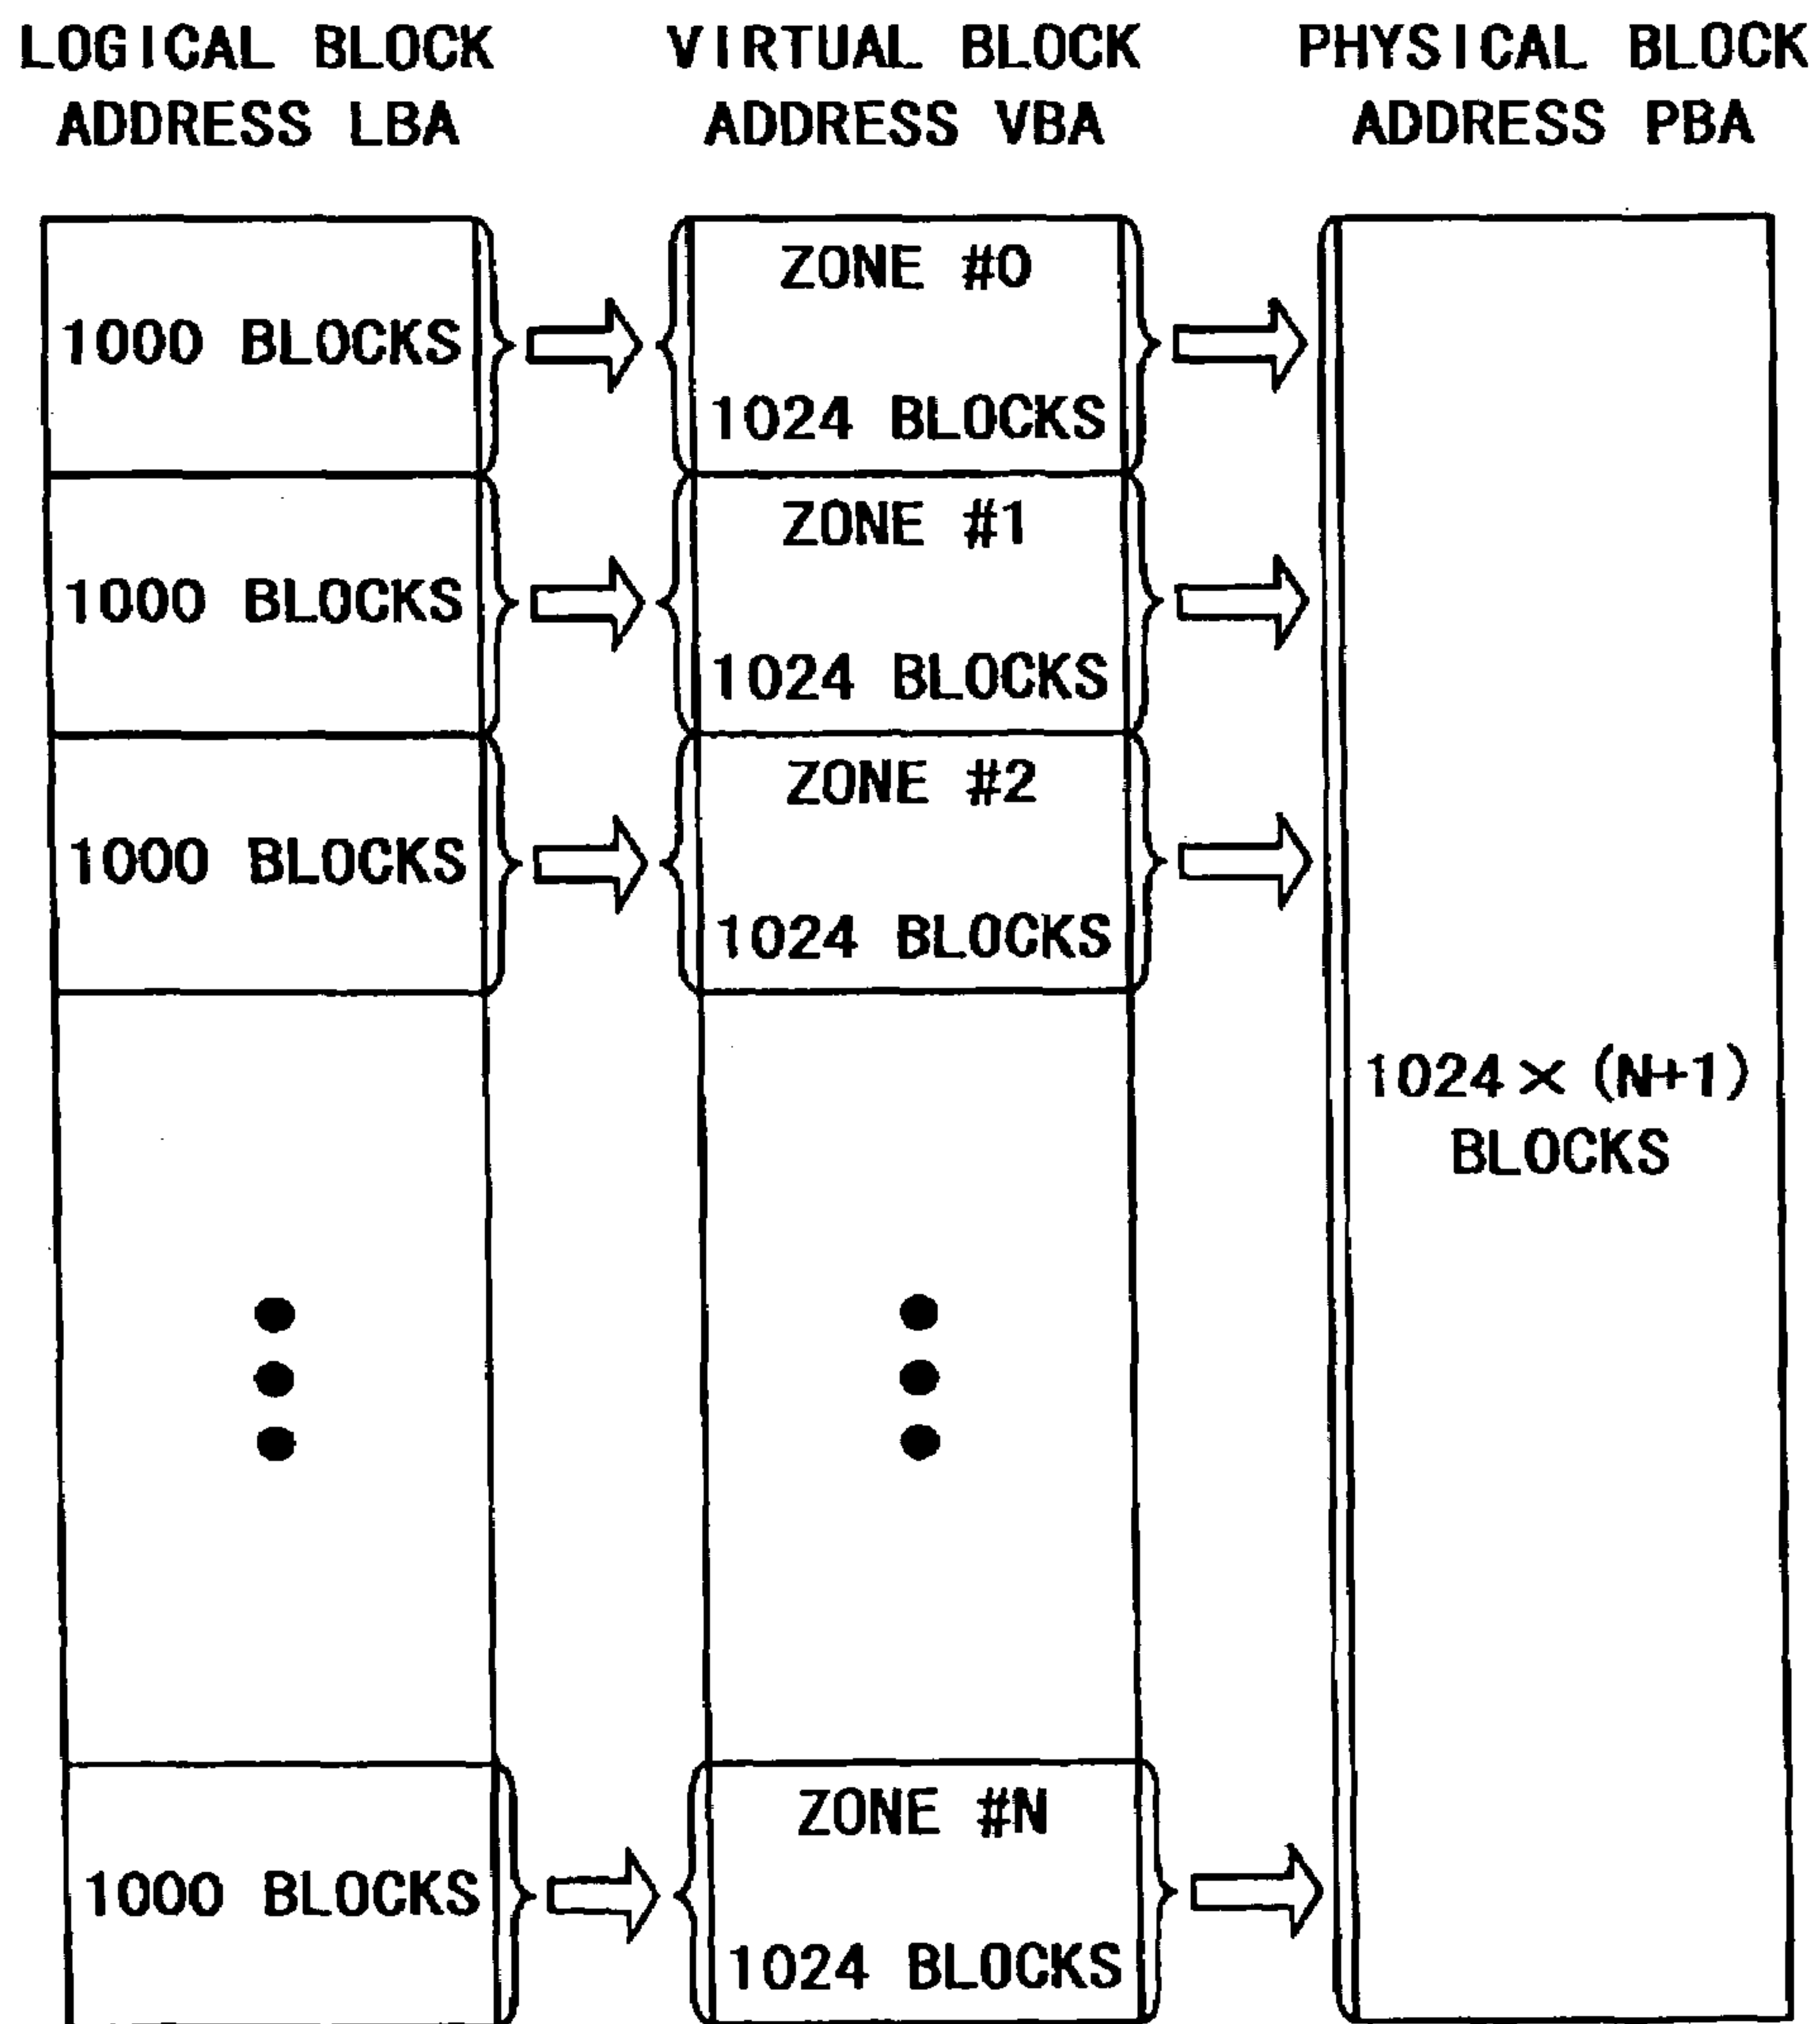 LOGICAL BLOCK
ADDRESS LBA
VIRTUAL BLOCK
ADDRESS VBA
PHYSICAL BLOCK
ADDRESS PBA
1000 BLOCKS
ZONE #0
1024 BLOCKS
1000 BLOCKS
ZONE #1
1024 BLOCKS
1000 BLOCKS
ZONE #2
1024 BLOCKS
1024 × (N+1)
BLOCKS
1000 BLOCKS
ZONE #N
1024 BLOCKS